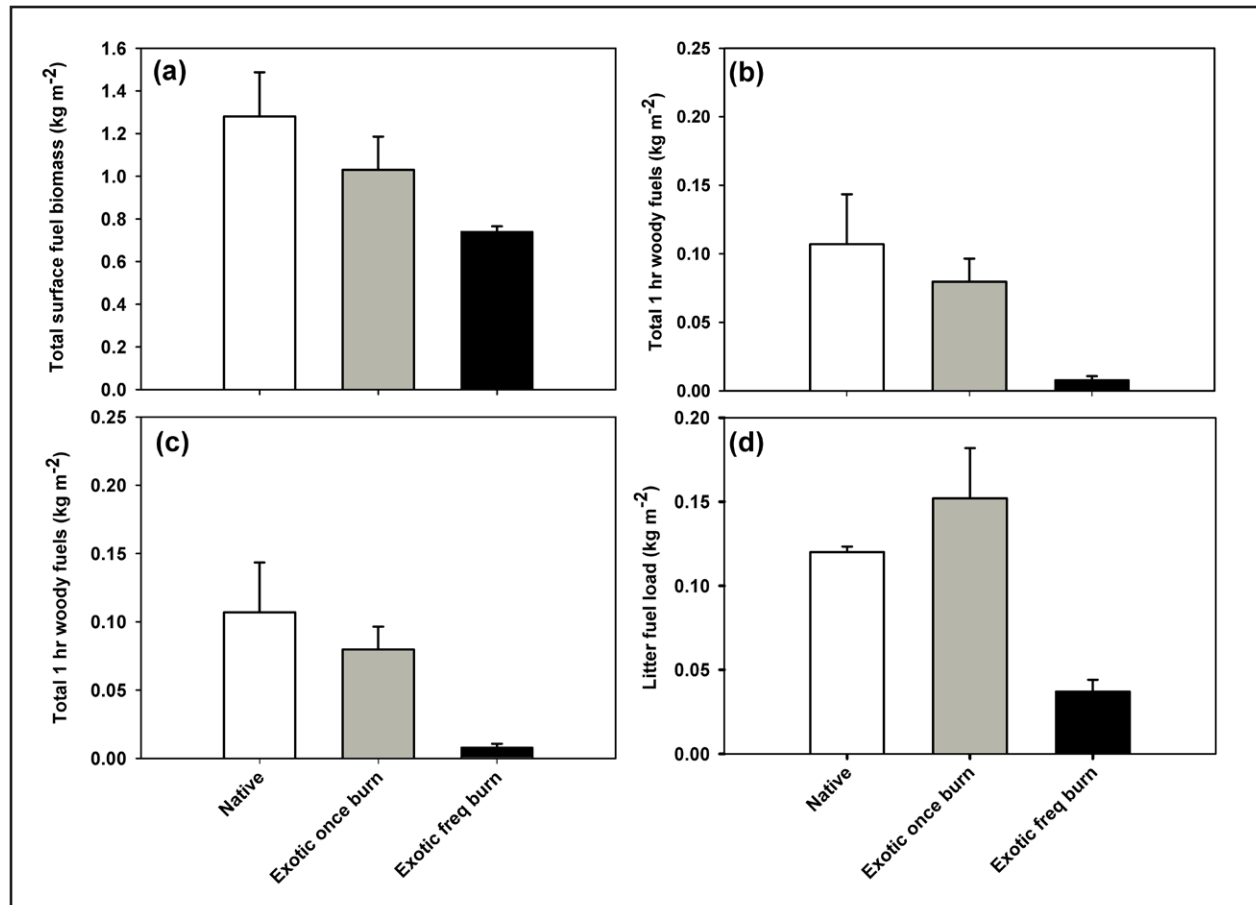 (a)
Total surface fuel biomass (kg m-2)
1.6
1.4
1.2
1.0
0.8
0.6
0.4
0.2
0.0
(b)
Total 1 hr woody fuels (kg m-2)
0.25
0.20
0.15
0.10
0.05
0.00
(c)
Total 1 hr woody fuels (kg m-2)
0.25
0.20
0.15
0.10
0.05
0.00
Native
Exotic once burn
Exotic freq burn
(d)
Litter fuel load (kg m-2)
0.20
0.15
0.10
0.05
0.00
Native
Exotic once burn
Exotic freq burn